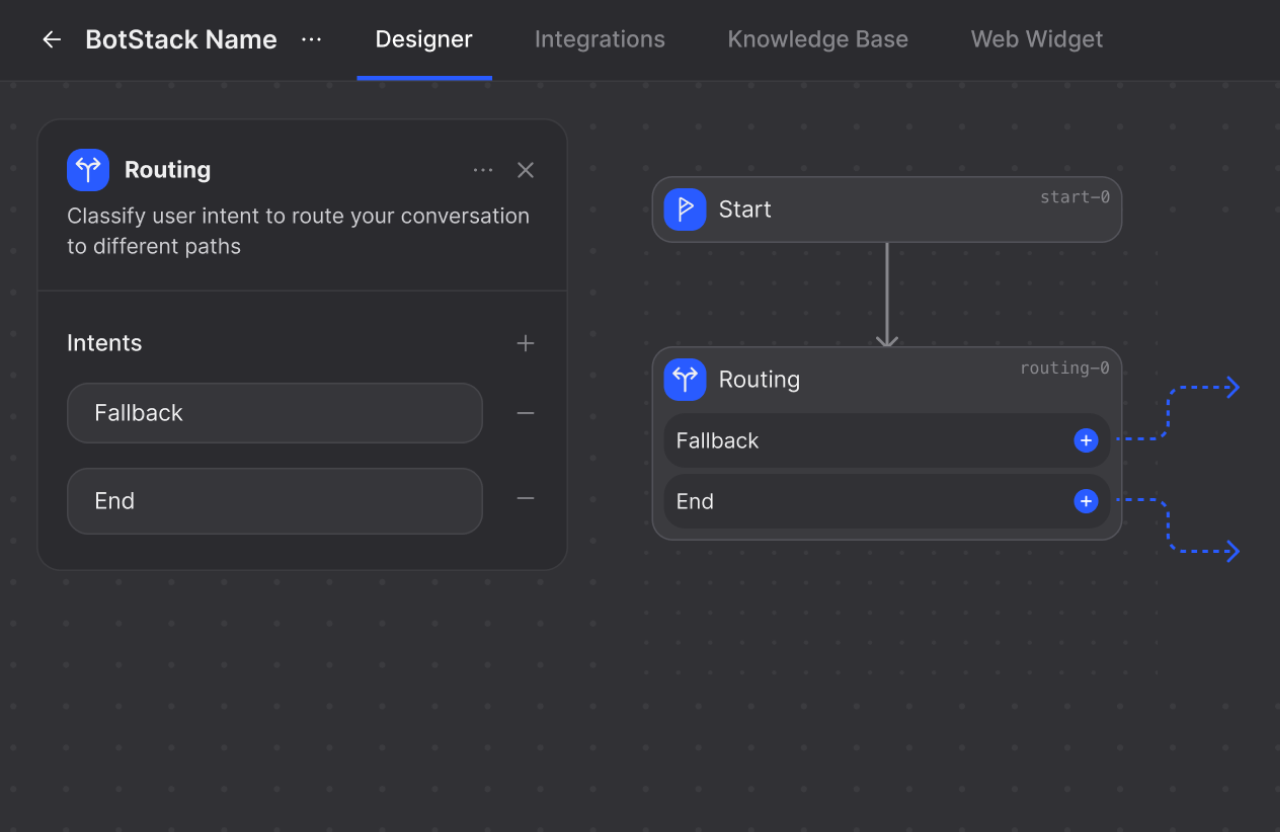 BotStack Name
Designer
Integrations
Knowledge Base
Web Widget
Routing
Classify user intent to route your conversation
to different paths
Intents
Fallback
End
Start
start-0
Routing
routing-0
Fallback
End